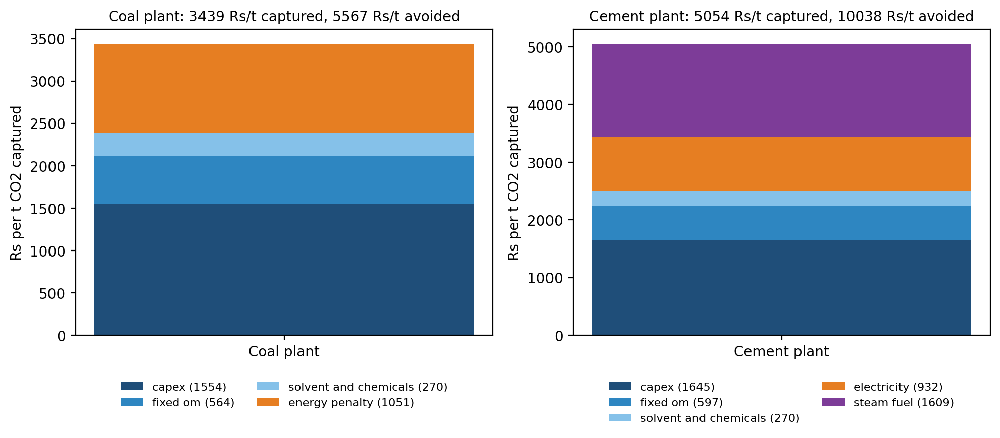 Coal plant: 3439 Rs/t captured, 5567 Rs/t avoided
Rs per t CO2 captured
3500
3000
2500
2000
1500
1000
500
0
Coal plant
capex (1554)
fixed om (564)
solvent and chemicals (270)
energy penalty (1051)
Cement plant: 5054 Rs/t captured, 10038 Rs/t avoided
Rs per t CO2 captured
5000
4000
3000
2000
1000
0
Cement plant
capex (1645)
fixed om (597)
solvent and chemicals (270)
electricity (932)
steam fuel (1609)